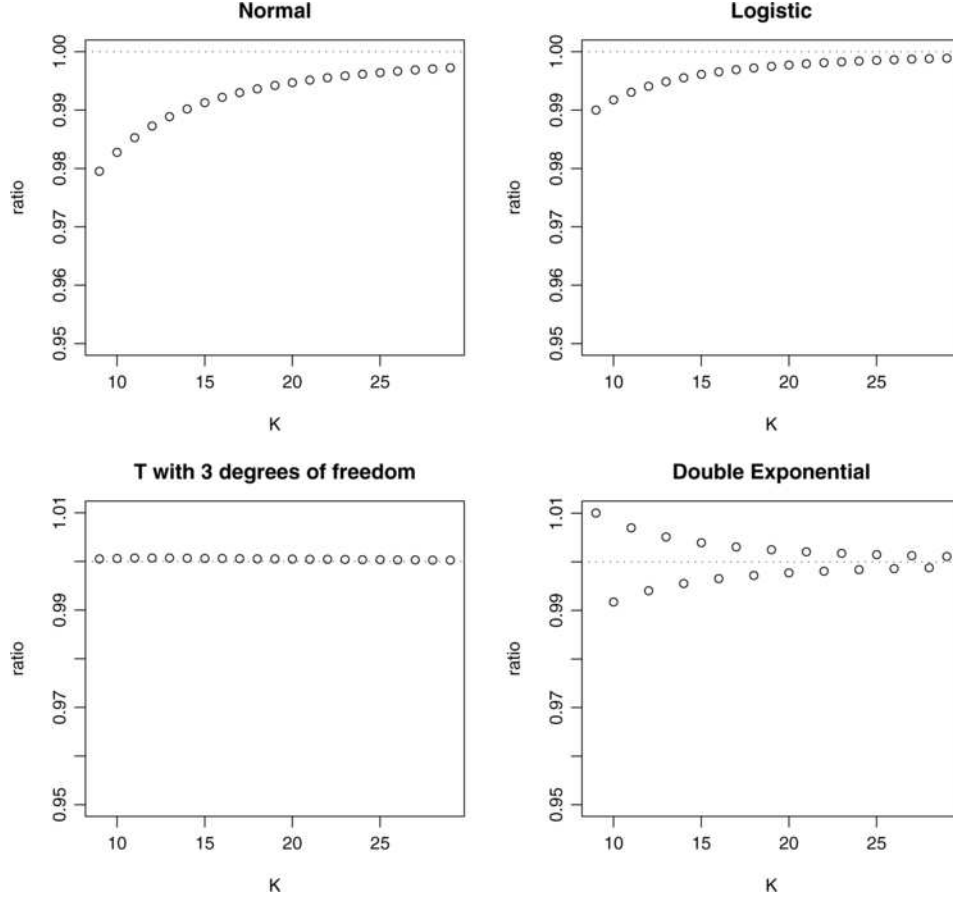 Normal
ratio
0.95 0.96 0.97 0.98 0.99 1.00
10 15 20 25
K
Logistic
ratio
0.95 0.96 0.97 0.98 0.99 1.00
10 15 20 25
K
T with 3 degrees of freedom
ratio
0.95 0.97 0.99 1.01
10 15 20 25
K
Double Exponential
ratio
0.95 0.97 0.99 1.01
10 15 20 25
K